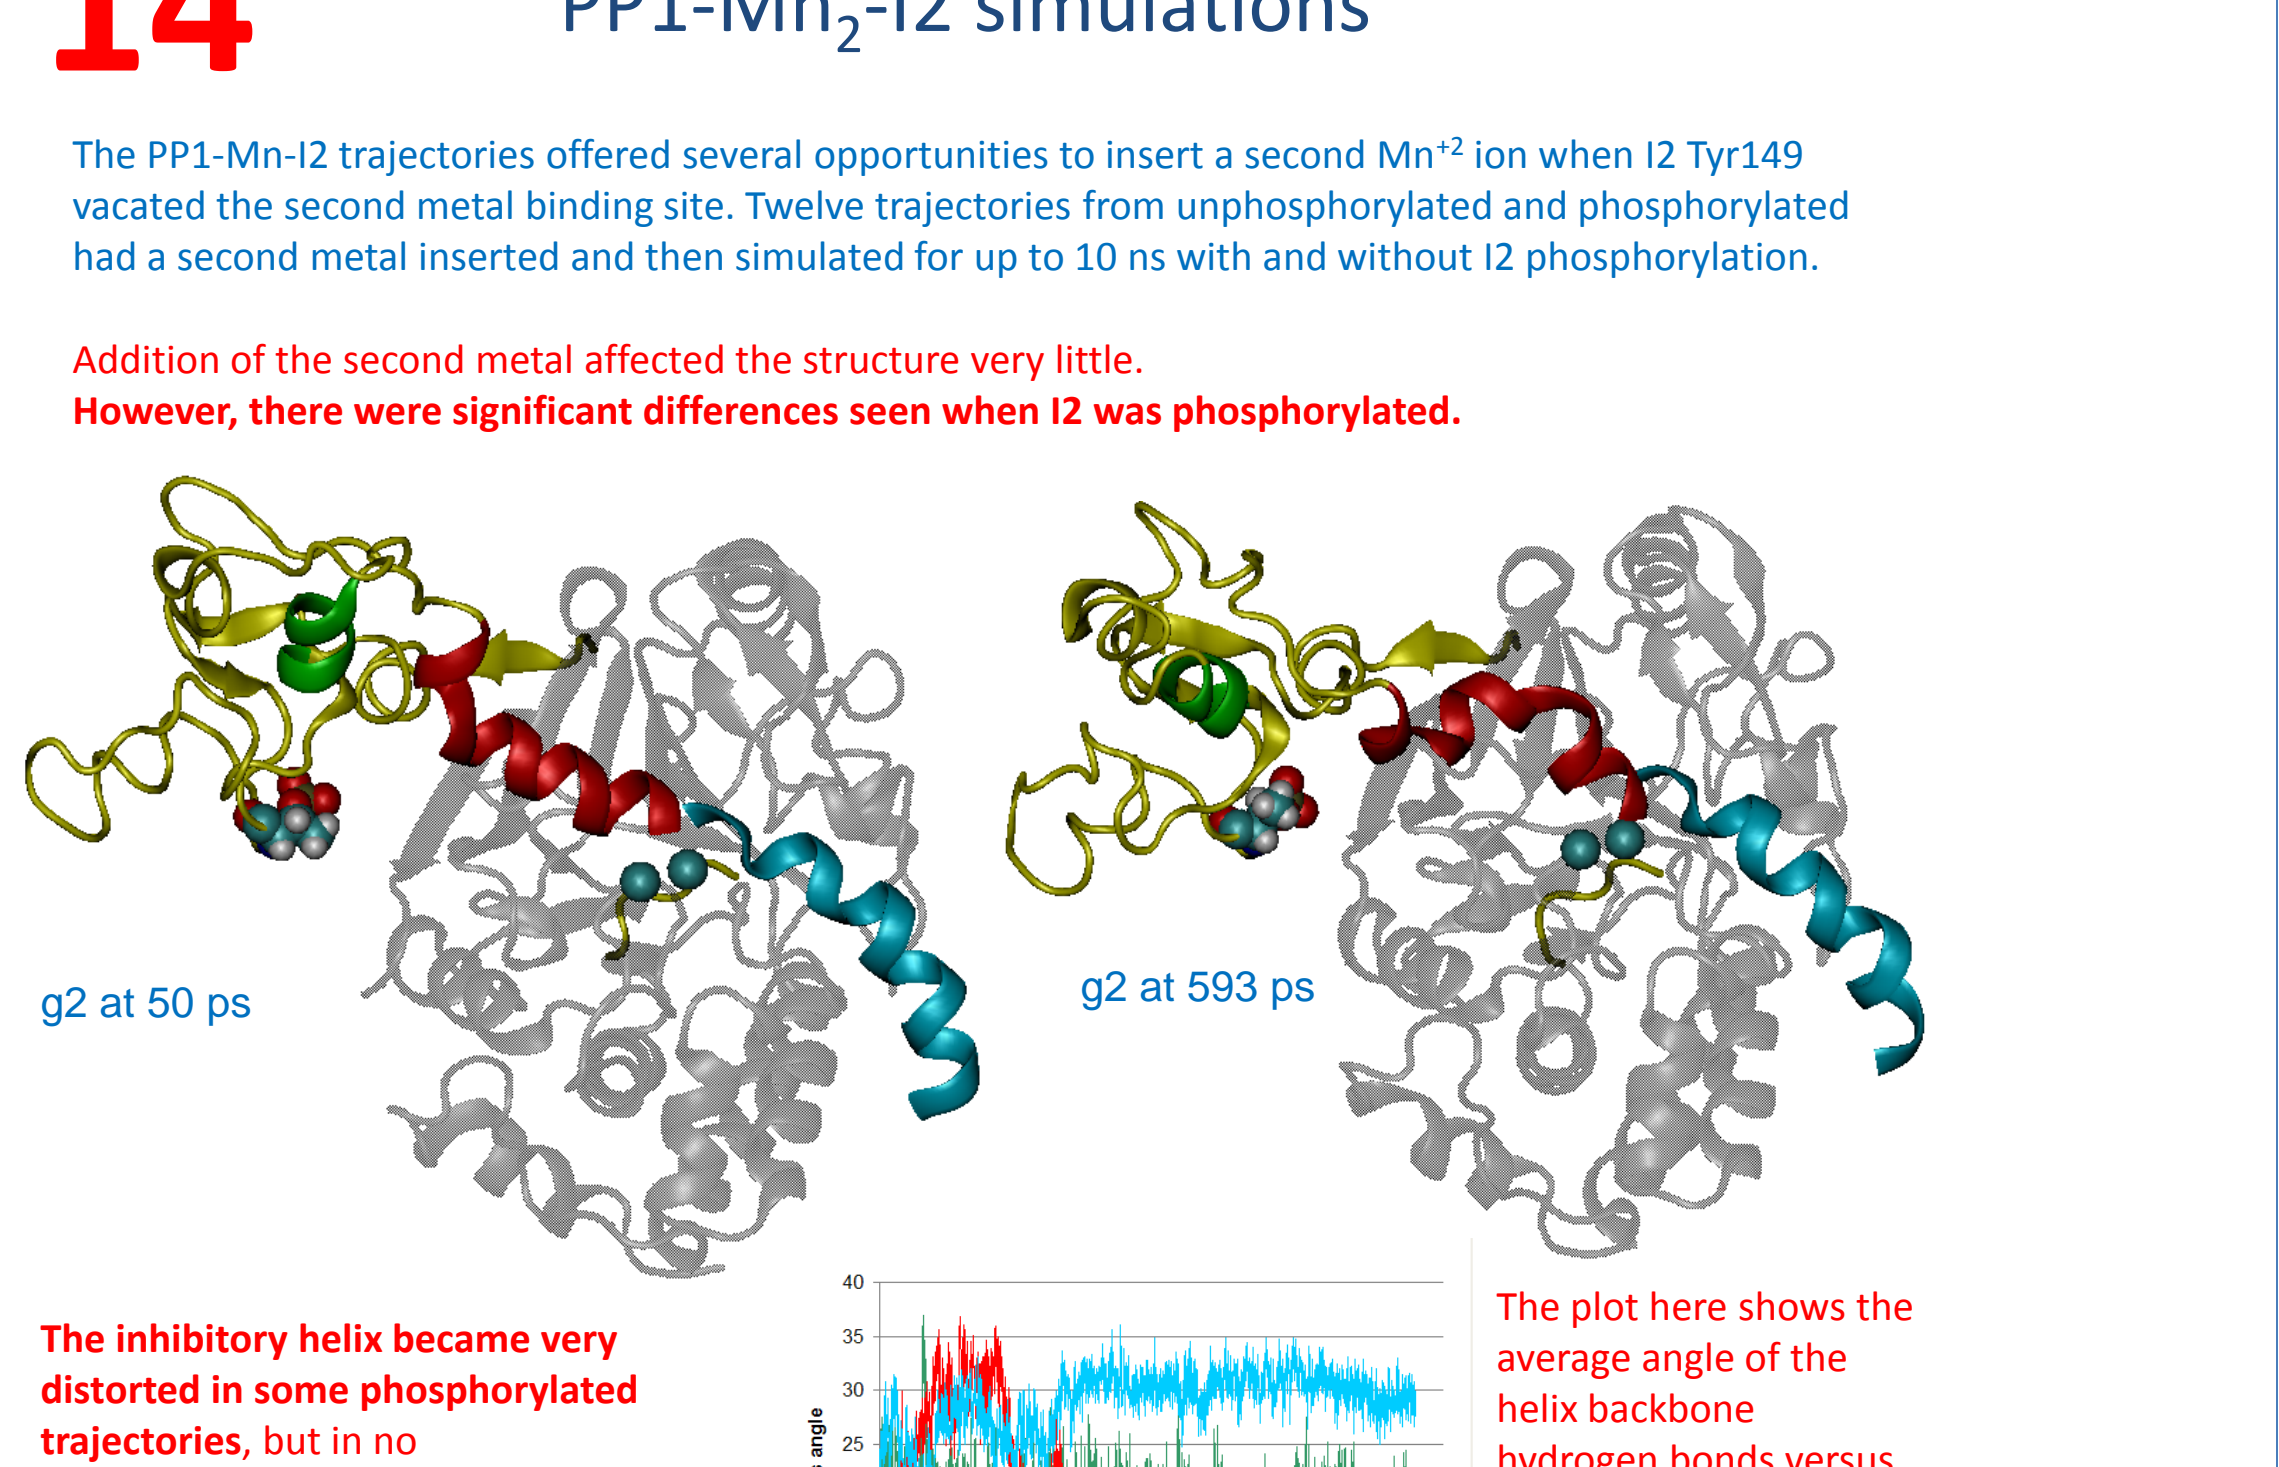 14
PP1-Mn2-I2 simulations
The PP1-Mn-I2 trajectories offered several opportunities to insert a second Mn+2 ion when I2 Tyr149
vacated the second metal binding site. Twelve trajectories from unphosphorylated and phosphorylated
had a second metal inserted and then simulated for up to 10 ns with and without I2 phosphorylation.
Addition of the second metal affected the structure very little.
However, there were significant differences seen when I2 was phosphorylated.
g2 at 50 ps
g2 at 593 ps
The inhibitory helix became very
distorted in some phosphorylated
trajectories, but in no
40
35
30
25
angle
The plot here shows the
average angle of the
helix backbone
hydrogen bonds versus